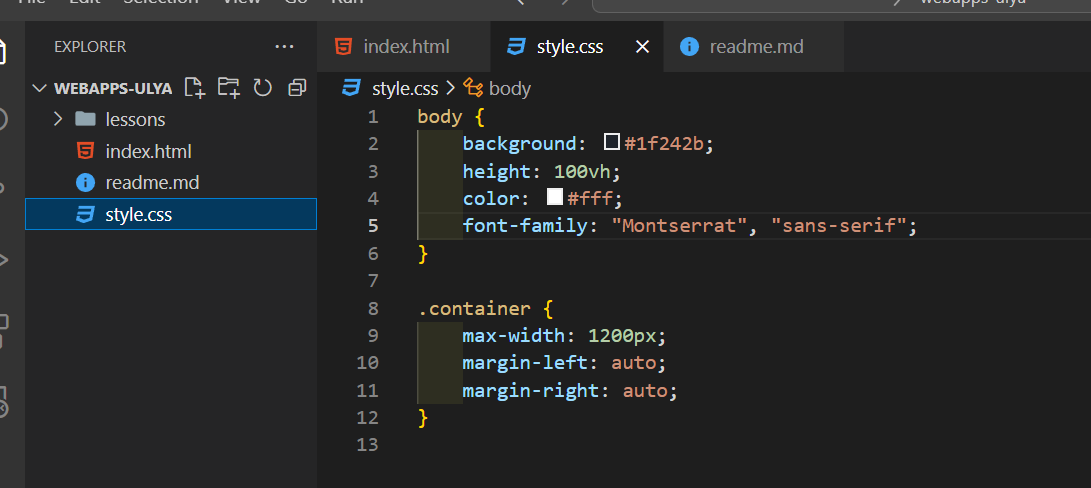 File Edit Selection View Go Run
webapps-ulya
EXPLORER
WEBAPPS-ULYA
lessons
index.html
readme.md
style.css
index.html style.css readme.md
style.css > body
1 body {
2 background: #1f242b;
3 height: 100vh;
4 color: #fff;
5 font-family: "Montserrat", "sans-serif";
6 }
7
8 .container {
9 max-width: 1200px;
10 margin-left: auto;
11 margin-right: auto;
12 }
13